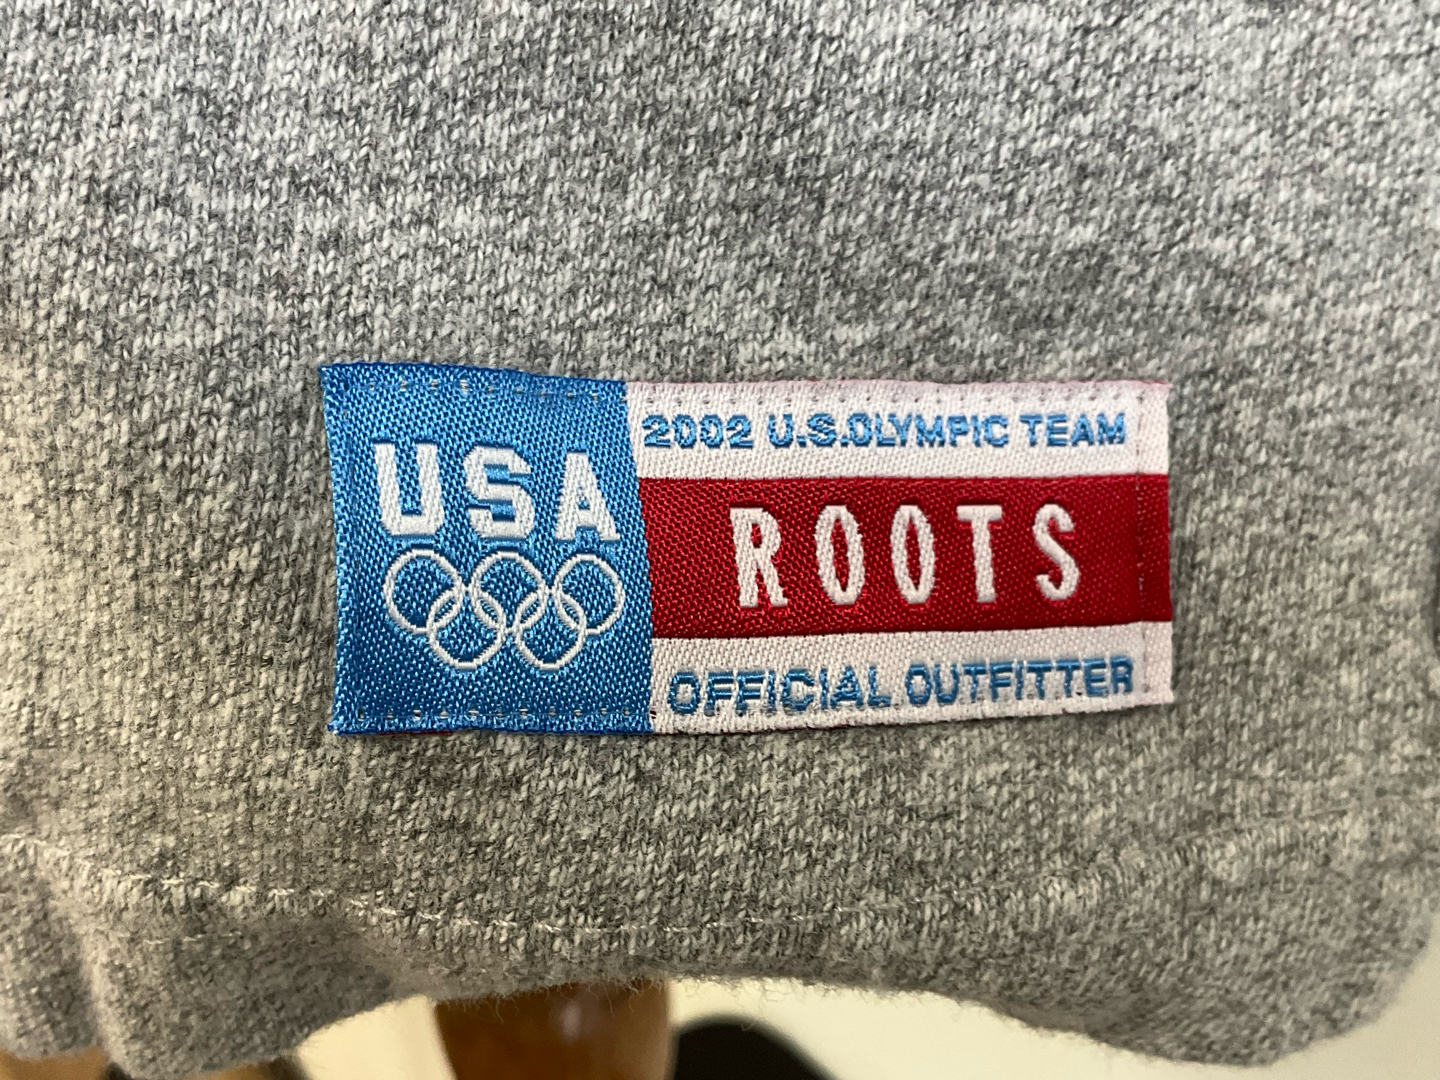 USA
2002 U.S.OLYMPIC TEAM
ROOTS
OFFICIAL OUTFITTER